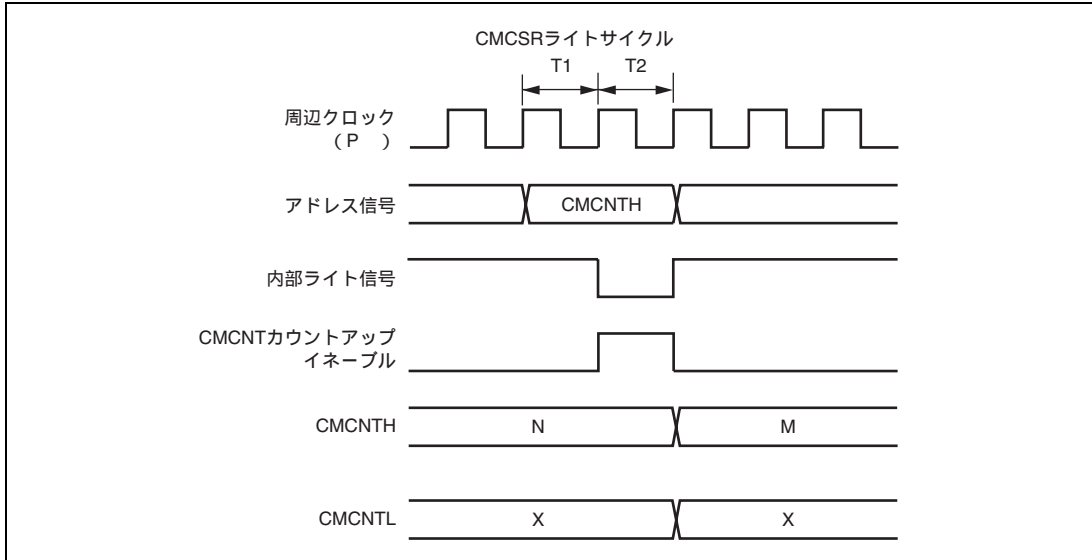 CMCSRライトサイクル
T1 T2
周辺クロック
(P )
アドレス信号
CMCNTH
内部ライト信号
CMCNTカウントアップ
イネーブル
CMCNTH
N
M
CMCNTL
X
X